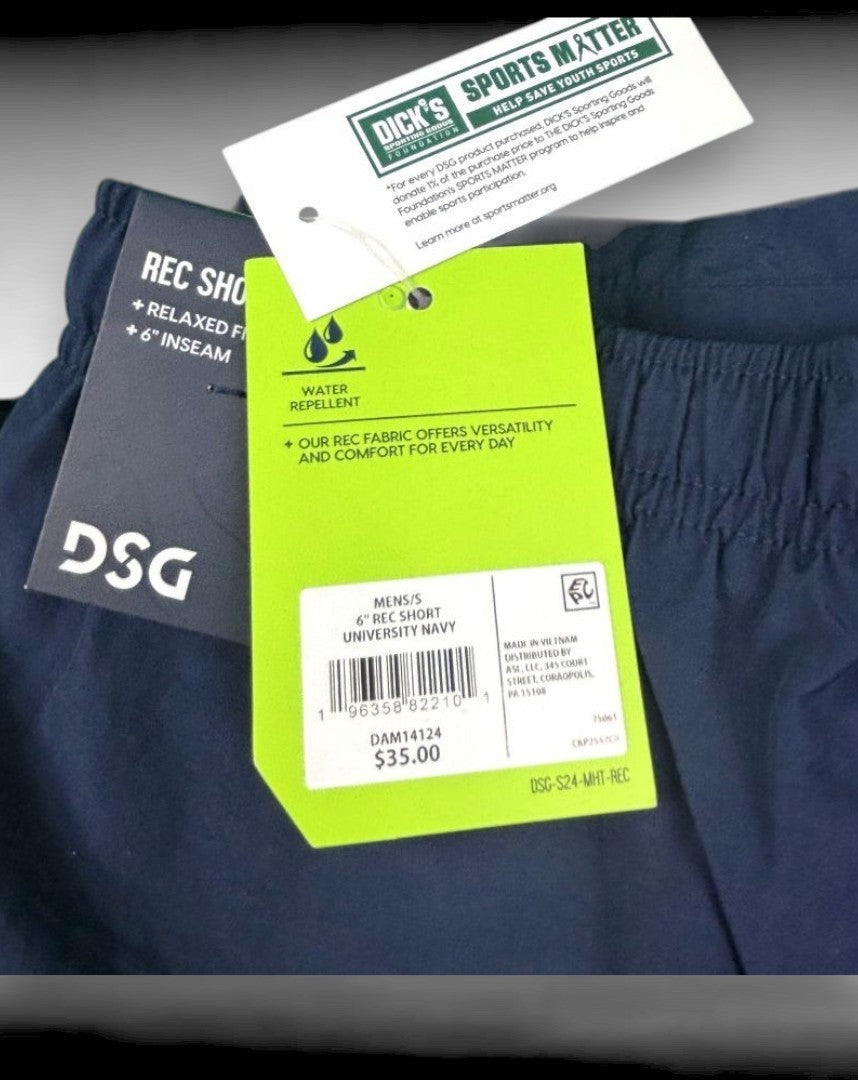 DICK'S
SPORTING GOODS
FOUNDATION
SPORTS MATTER
HELP SAVE YOUTH SPORTS
*For every DSG product purchased, DICK'S Sporting Goods will
donate 1% of the purchase price to THE DICK'S Sporting Goods
Foundation's SPORTS MATTER program to help inspire and
enable sports participation.
Learn more at sportsmatter.org
REC SHO
+ RELAXED FI
+ 6" INSEAM
DSG
WATER
REPELLENT
+ OUR REC FABRIC OFFERS VERSATILITY
AND COMFORT FOR EVERY DAY
MENS/S
6" REC SHORT
UNIVERSITY NAVY
1 96358 82210 1
DAM14124
$35.00
EPC
MADE IN VIETNAM
DISTRIBUTED BY
ASI, LLC, 345 COURT
STREET, CORAOPOLIS,
PA 15108
75061
DSG-S24-MHT-REC